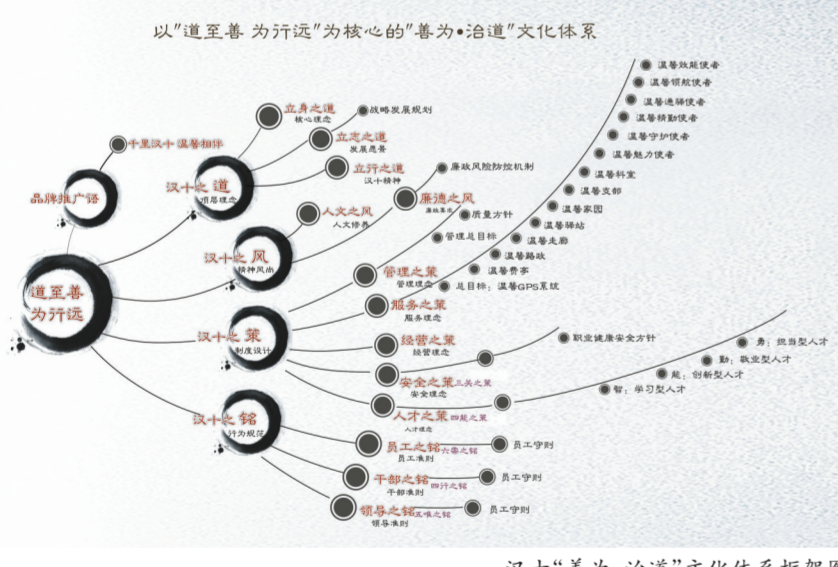 以"道至善 为行远"为核心的"善为•治道"文化体系
道至善
为行远
品牌推广语
千里汉十 温馨相伴
汉十之 道
顶层理念
立身之道
核心理念
立志之道
发展愿景
战略发展规划
立行之道
汉十精神
汉十之 风
精神风尚
人文之风
人文修养
廉德之风
廉政风险防控机制
汉十之 策
制度设计
管理之策
管理理念
质量方针
管理总目标
服务之策
服务理念
总目标：温馨GPS系统
温馨费亭
温馨路政
温馨走廊
温馨驿站
温馨家园
温馨支部
温馨科室
温馨魅力使者
温馨守护使者
温馨精勤使者
温馨通驿使者
温馨领航使者
温馨效能使者
经营之策
经营理念
安全之策 三关之策
安全理念
职业健康安全方针
人才之策 四能之策
人才理念
智：学习型人才
能：创新型人才
勤：敬业型人才
勇：担当型人才
汉十之 铭
行为规范
员工之铭 六需之铭
员工准则
员工守则
干部之铭 四行之铭
干部准则
员工守则
领导之铭 五唯之铭
领导准则
员工守则